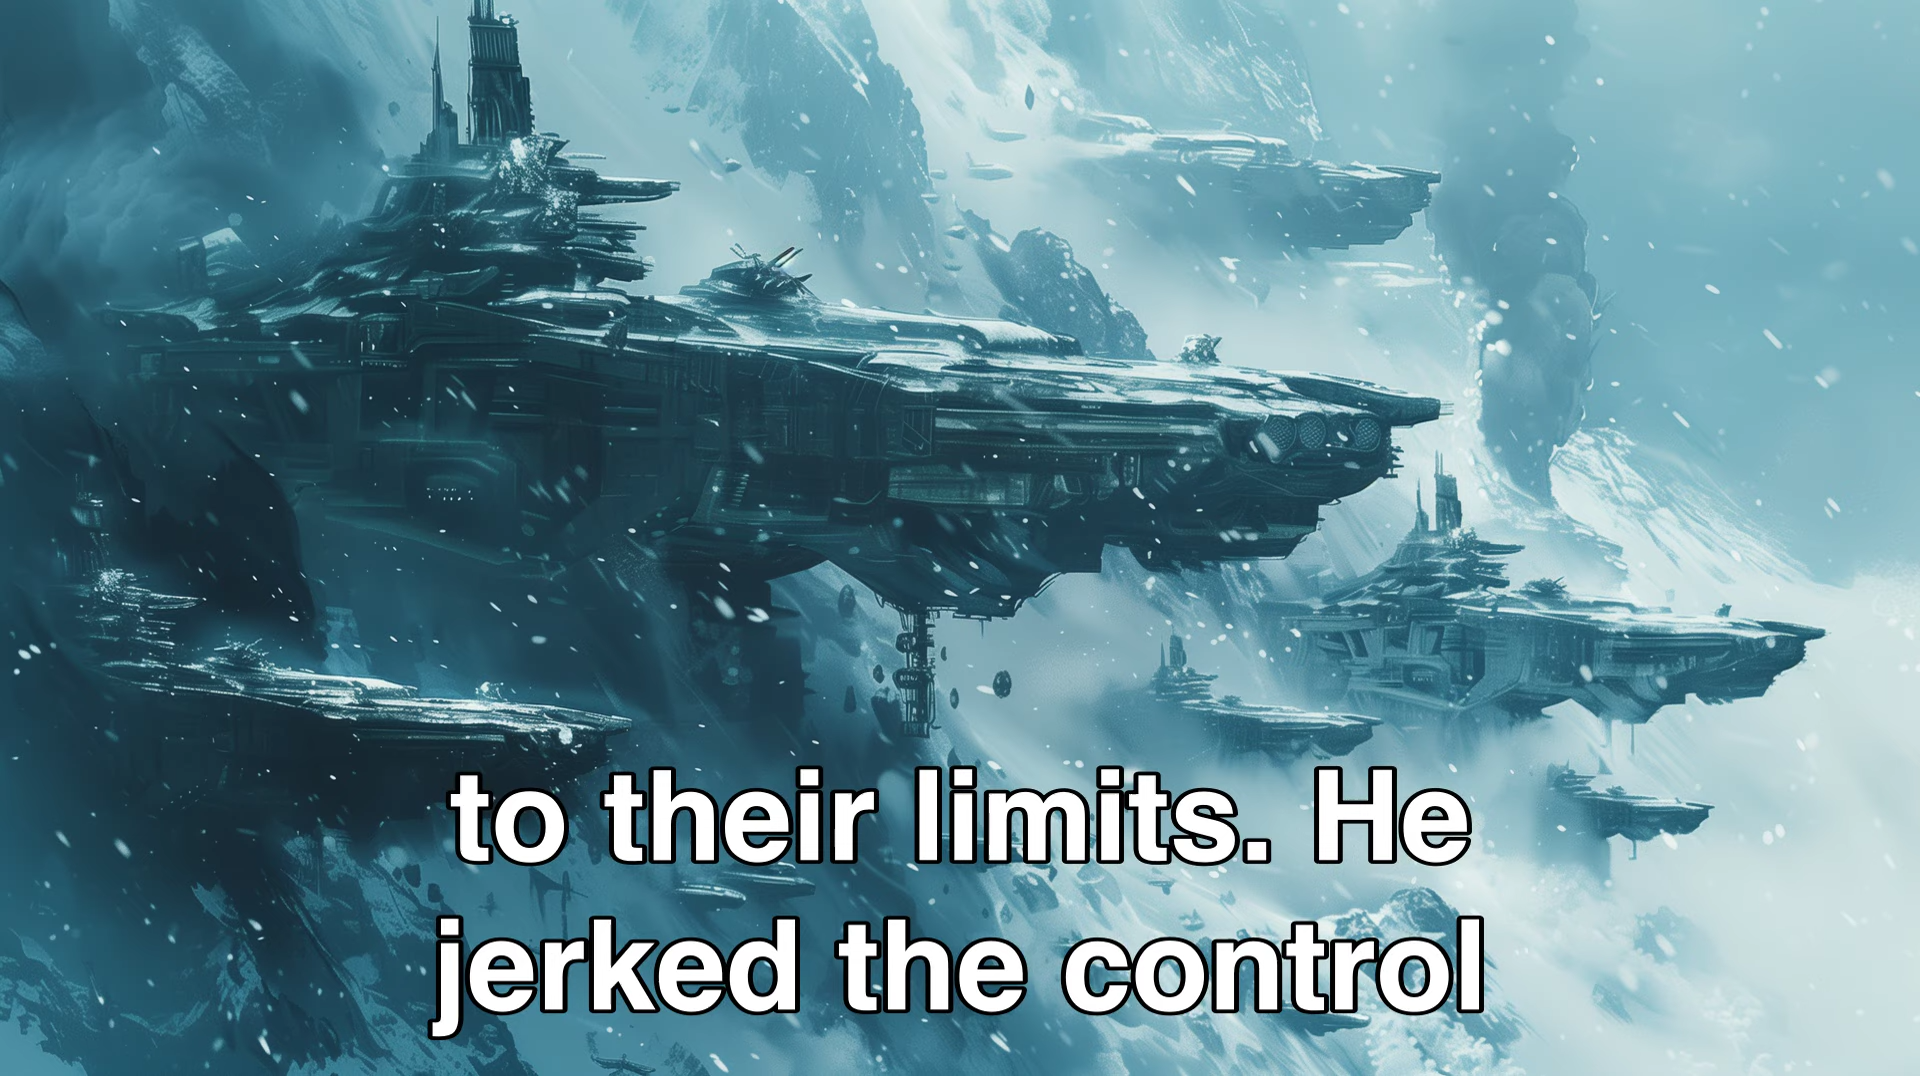 to their limits. He
jerked the control